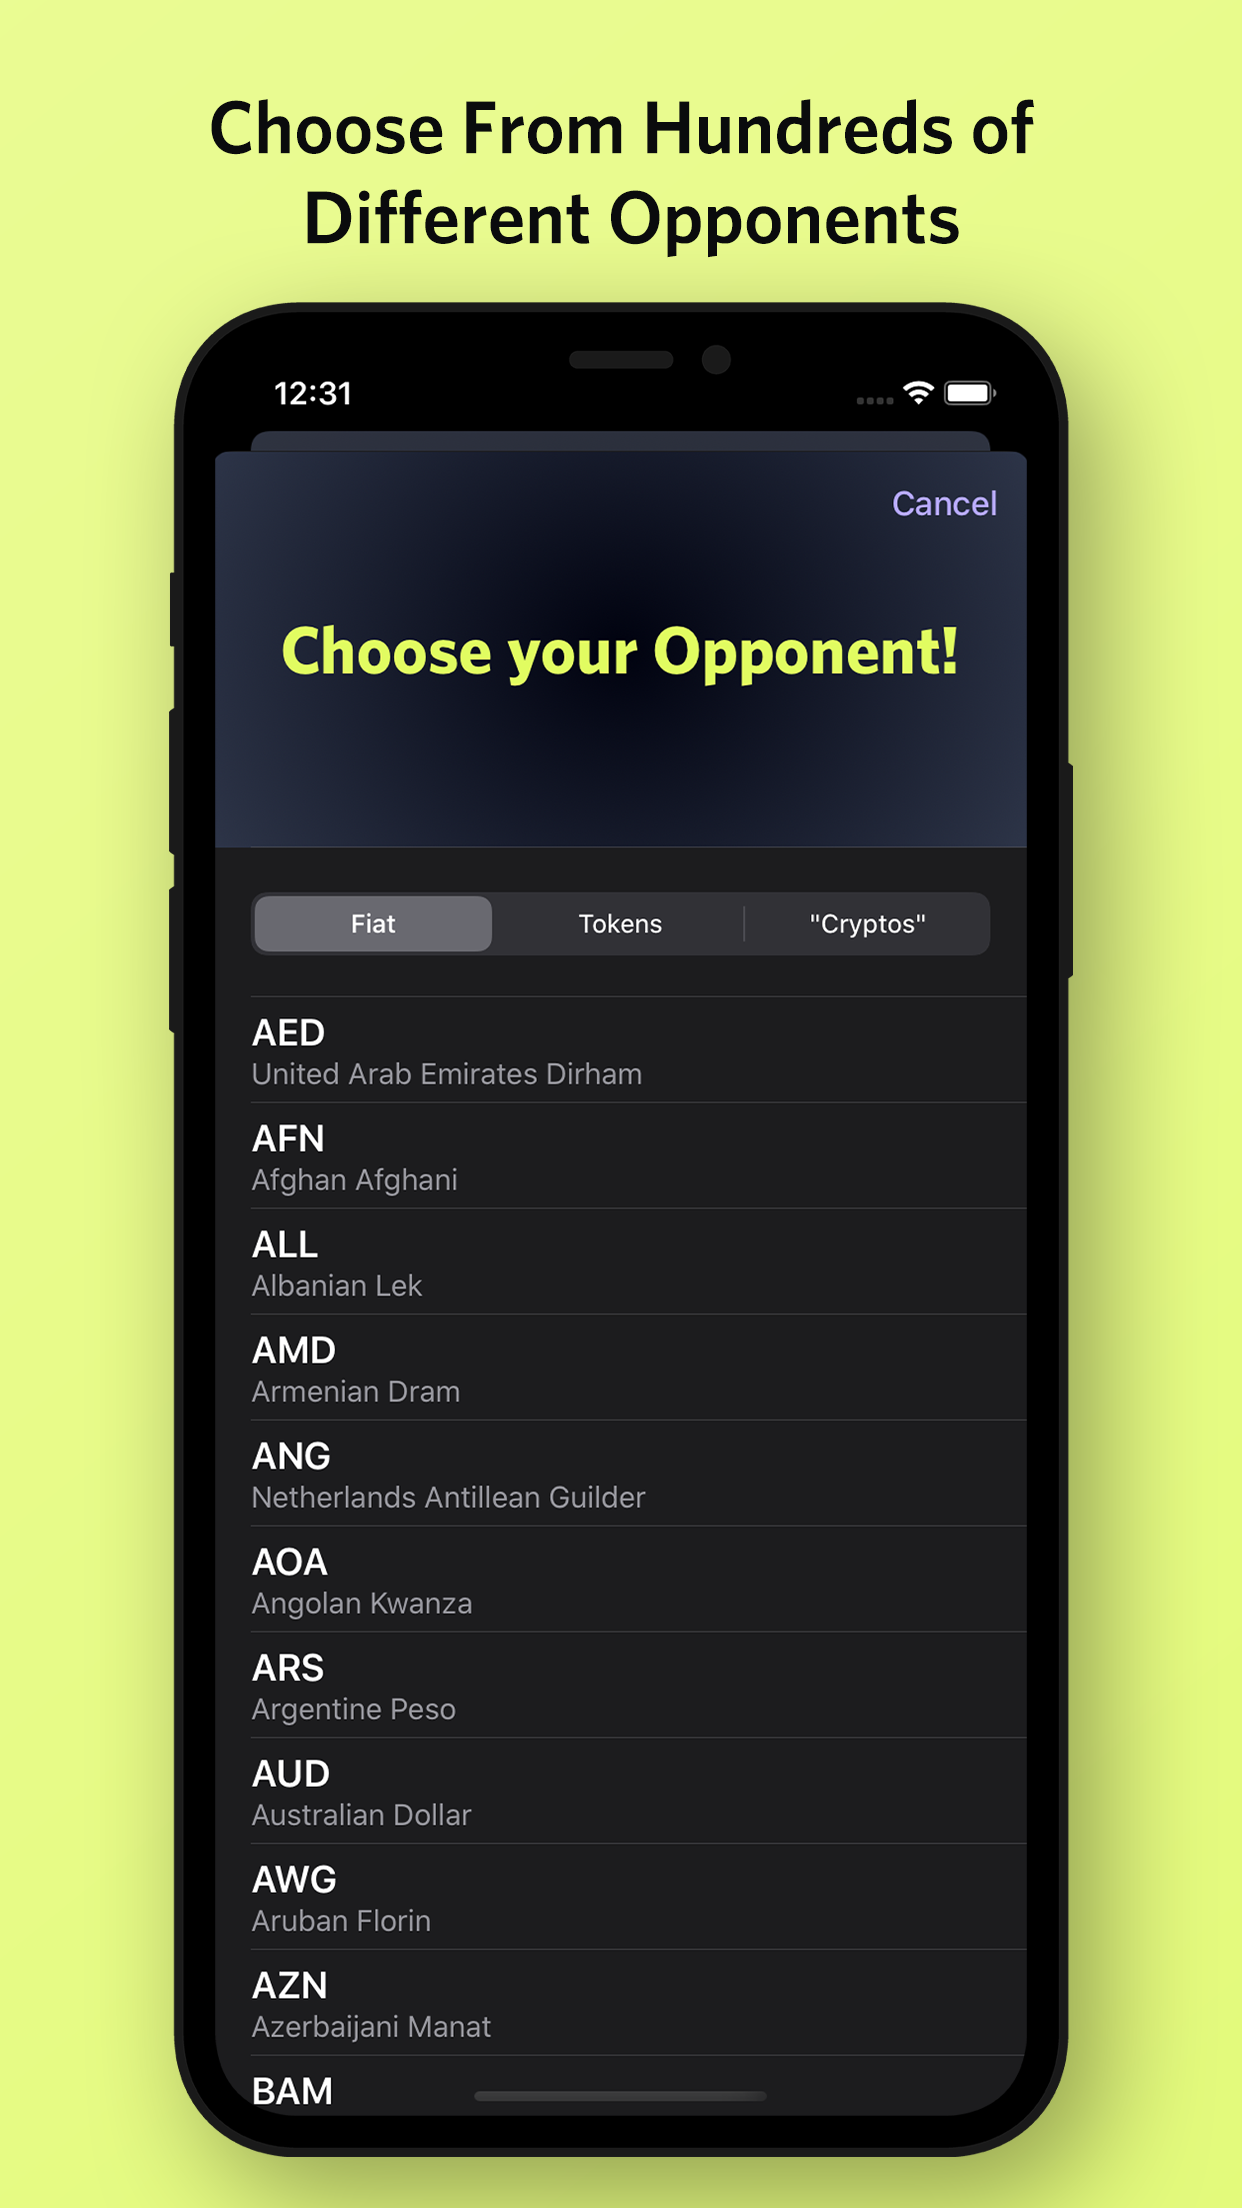 Choose From Hundreds of
Different Opponents
12:31
Cancel
Choose your Opponent!
Fiat
Tokens
"Cryptos"
AED
United Arab Emirates Dirham
AFN
Afghan Afghani
ALL
Albanian Lek
AMD
Armenian Dram
ANG
Netherlands Antillean Guilder
AOA
Angolan Kwanza
ARS
Argentine Peso
AUD
Australian Dollar
AWG
Aruban Florin
AZN
Azerbaijani Manat
BAM